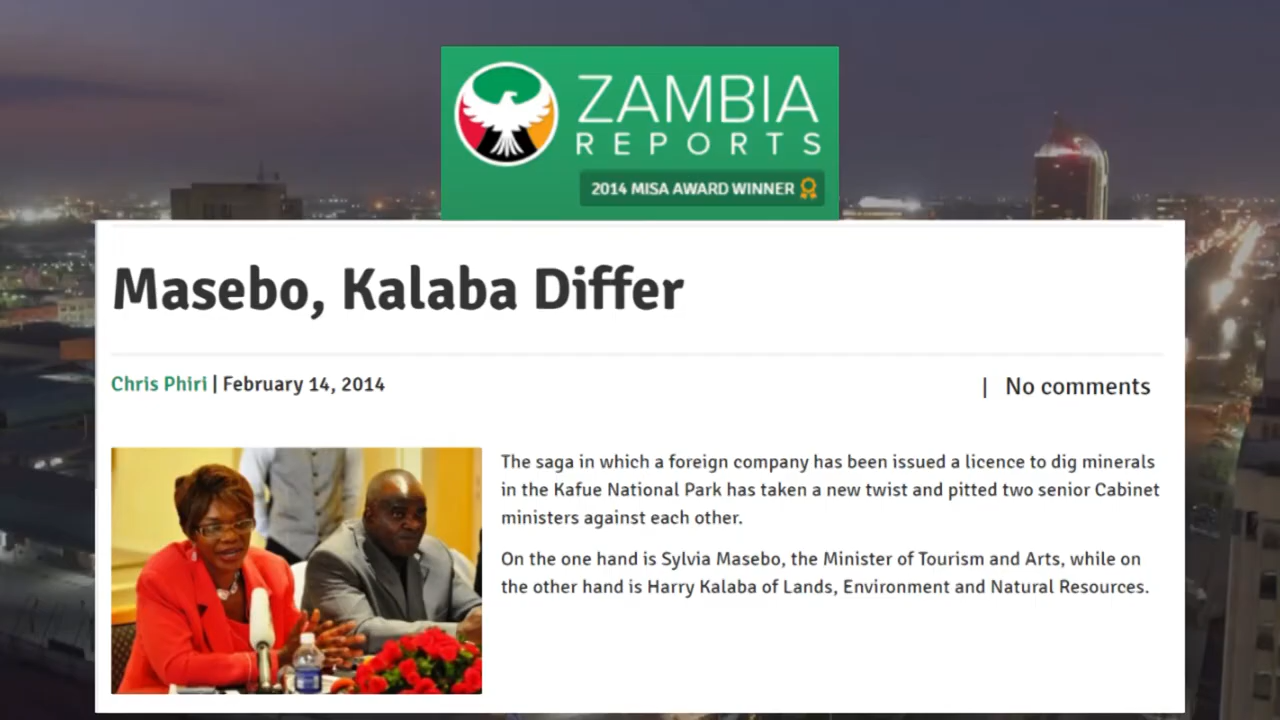 ZAMBIA
REPORTS
2014 MISA AWARD WINNER
Masebo, Kalaba Differ
Chris Phiri | February 14, 2014
| No comments
The saga in which a foreign company has been issued a licence to dig minerals
in the Kafue National Park has taken a new twist and pitted two senior Cabinet
ministers against each other.
On the one hand is Sylvia Masebo, the Minister of Tourism and Arts, while on
the other hand is Harry Kalaba of Lands, Environment and Natural Resources.